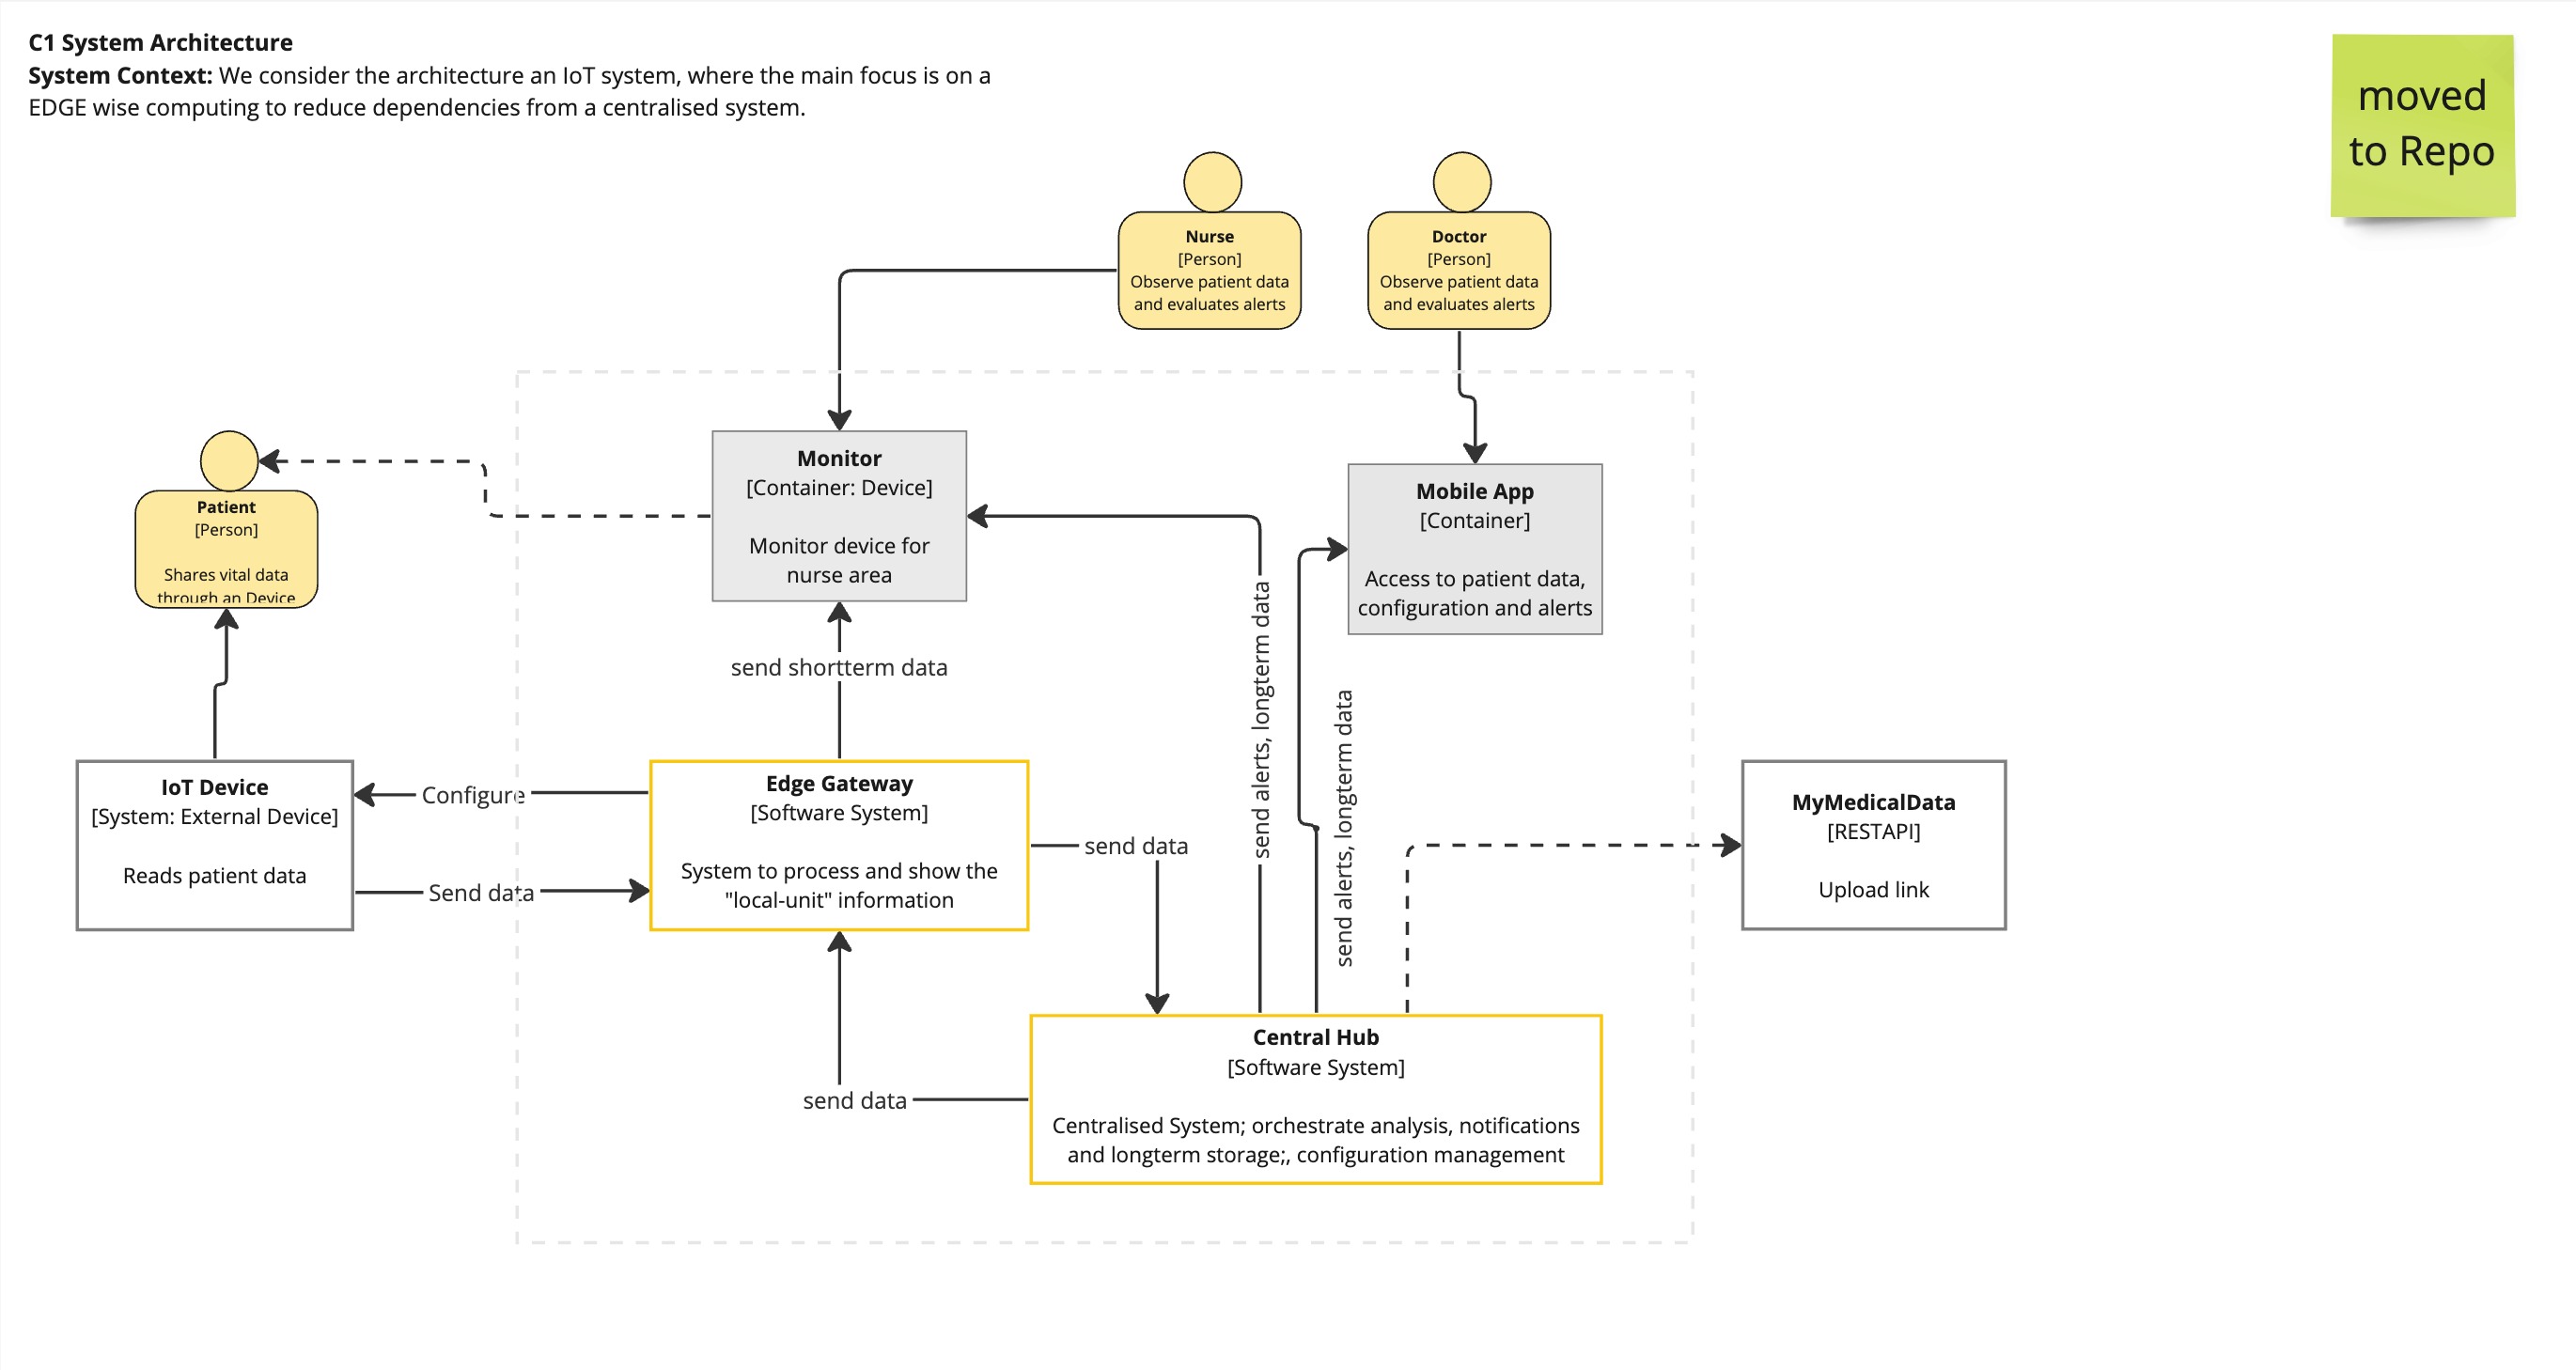 C1 System Architecture
System Context: We consider the architecture an IoT system, where the main focus is on a
EDGE wise computing to reduce dependencies from a centralised system.
moved
to Repo
Nurse
[Person]
Observe patient data
and evaluates alerts
Doctor
[Person]
Observe patient data
and evaluates alerts
Patient
[Person]
Shares vital data
through an Device
Monitor
[Container: Device]
Monitor device for
nurse area
Mobile App
[Container]
Access to patient data,
configuration and alerts
send shortterm data
send alerts, longterm data
send alerts, longterm data
IoT Device
[System: External Device]
Reads patient data
Configure
Send data
Edge Gateway
[Software System]
System to process and show the
"local-unit" information
send data
MyMedicalData
[RESTAPI]
Upload link
send data
Central Hub
[Software System]
Centralised System; orchestrate analysis, notifications
and longterm storage;, configuration management